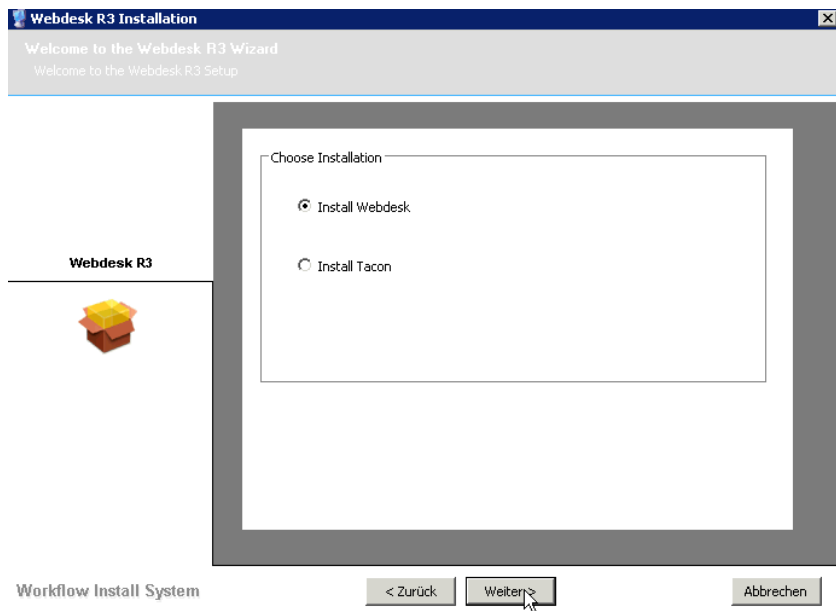 Webdesk R3 Installation
Welcome to the Webdesk R3 Wizard
Welcome to the Webdesk R3 Setup
Choose Installation
Install Webdesk
Install Tacon
Webdesk R3
Workflow Install System
< Zurück
Weiter >
Abbrechen